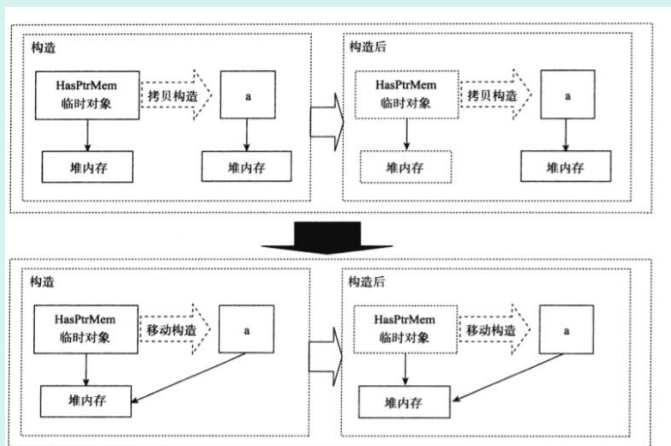 构造
HasPtrMem
临时对象
拷贝构造
a
堆内存
堆内存
构造后
HasPtrMem
临时对象
拷贝构造
a
堆内存
堆内存
构造
HasPtrMem
临时对象
移动构造
a
堆内存
构造后
HasPtrMem
临时对象
移动构造
a
堆内存